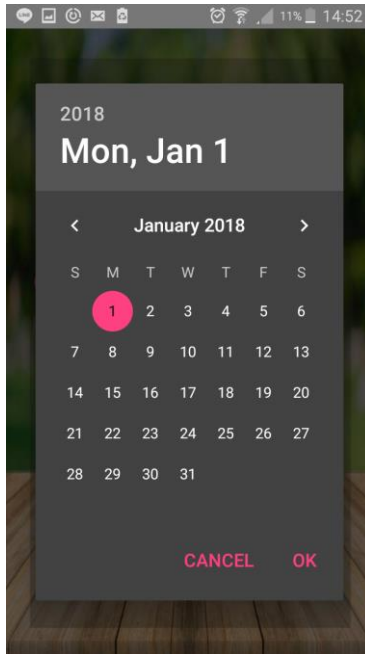 LINE 11% 14:52
2018
Mon, Jan 1
January 2018
S M T W T F S
1 2 3 4 5 6
7 8 9 10 11 12 13
14 15 16 17 18 19 20
21 22 23 24 25 26 27
28 29 30 31
CANCEL OK